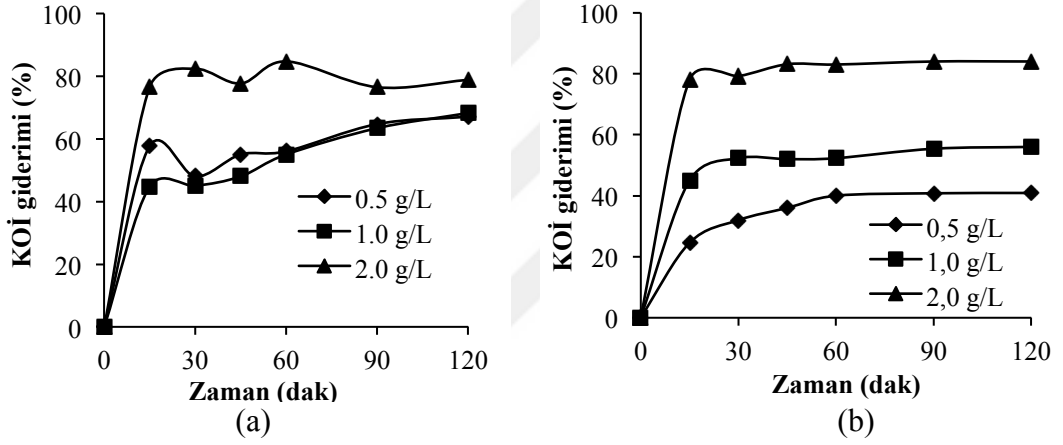 100
80
60
40
20
0
KOİ giderimi (%)
0.5 g/L
1.0 g/L
2.0 g/L
0 30 60 90 120
Zaman (dak)
(a)
100
80
60
40
20
0
KOİ giderimi (%)
0,5 g/L
1,0 g/L
2,0 g/L
0 30 60 90 120
Zaman (dak)
(b)